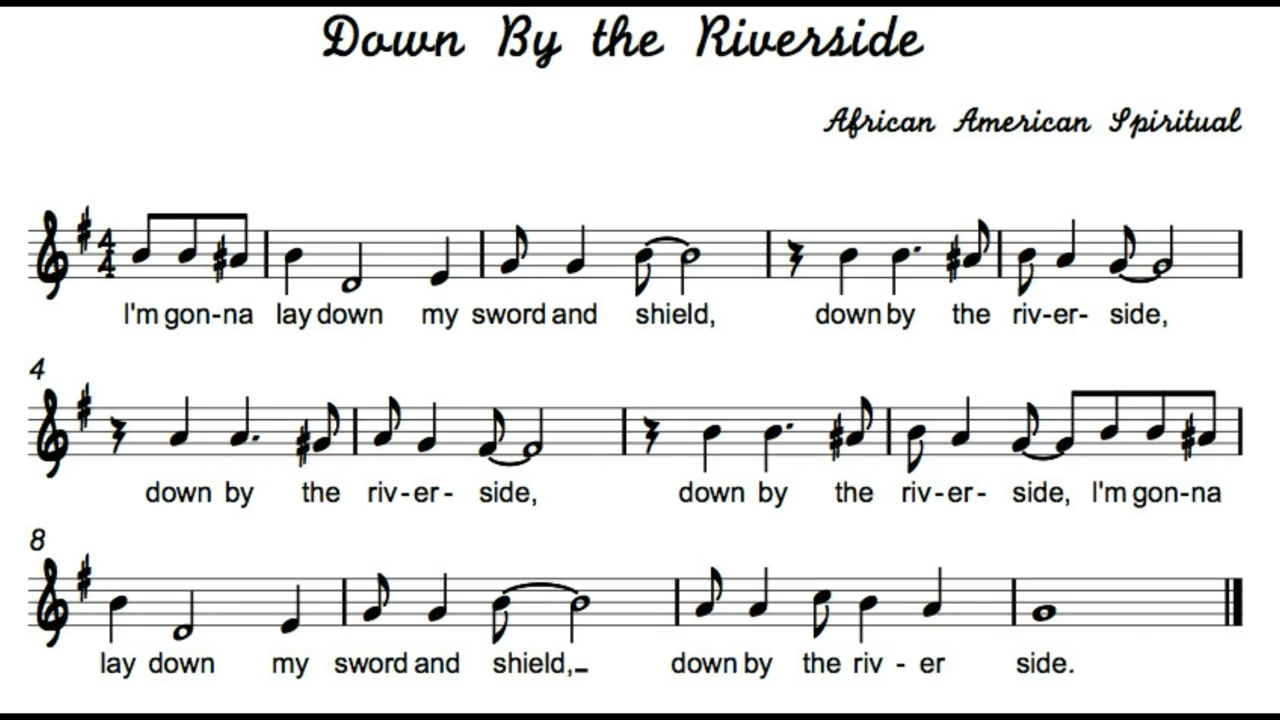 Down By the Riverside
African American Spiritual
4
4
I'm gon-na lay down my sword and shield, down by the riv-er- side,
4
down by the riv-er- side, down by the riv-er- side, I'm gon-na
8
lay down my sword and shield, down by the riv - er side.